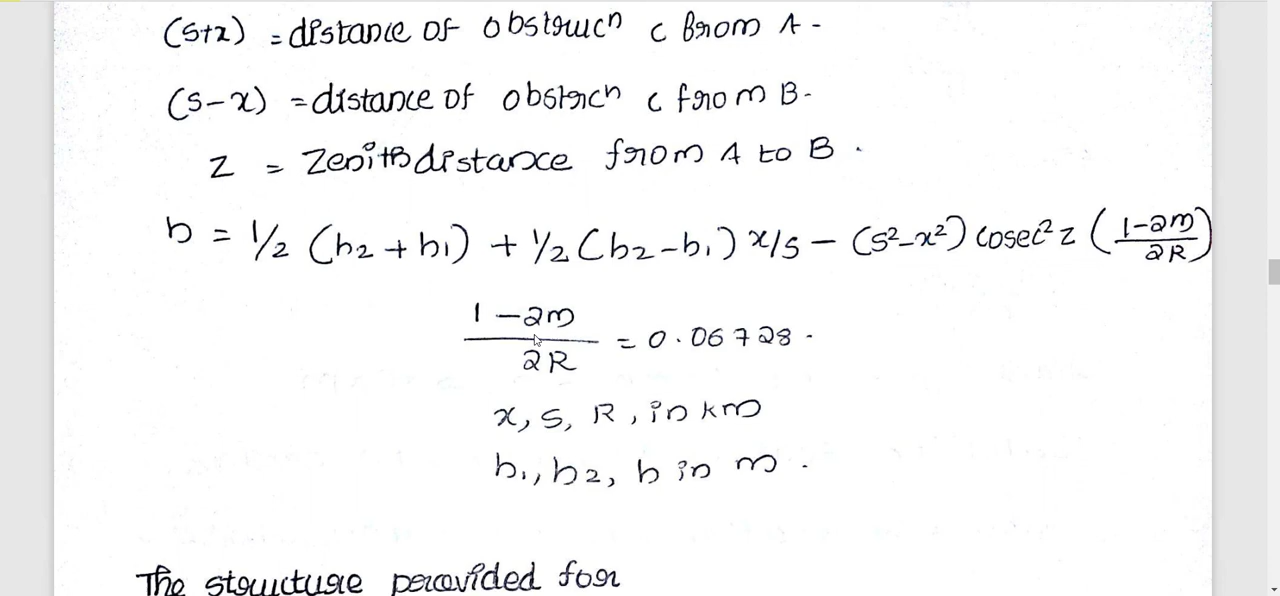 (S+x) = distance of obstrucn C from A -
(S-x) = distance of obstrcn C from B-
Z = Zenith distance from A to B .
h = 1/2 (h2 + h1) + 1/2 (h2 - h1) x/s - (S²-x²) cosec² z (1-2m/2R)
1-2m/2R = 0.06728 -
x, S, R, in km
h1, h2, h in m .
The structure peravided for